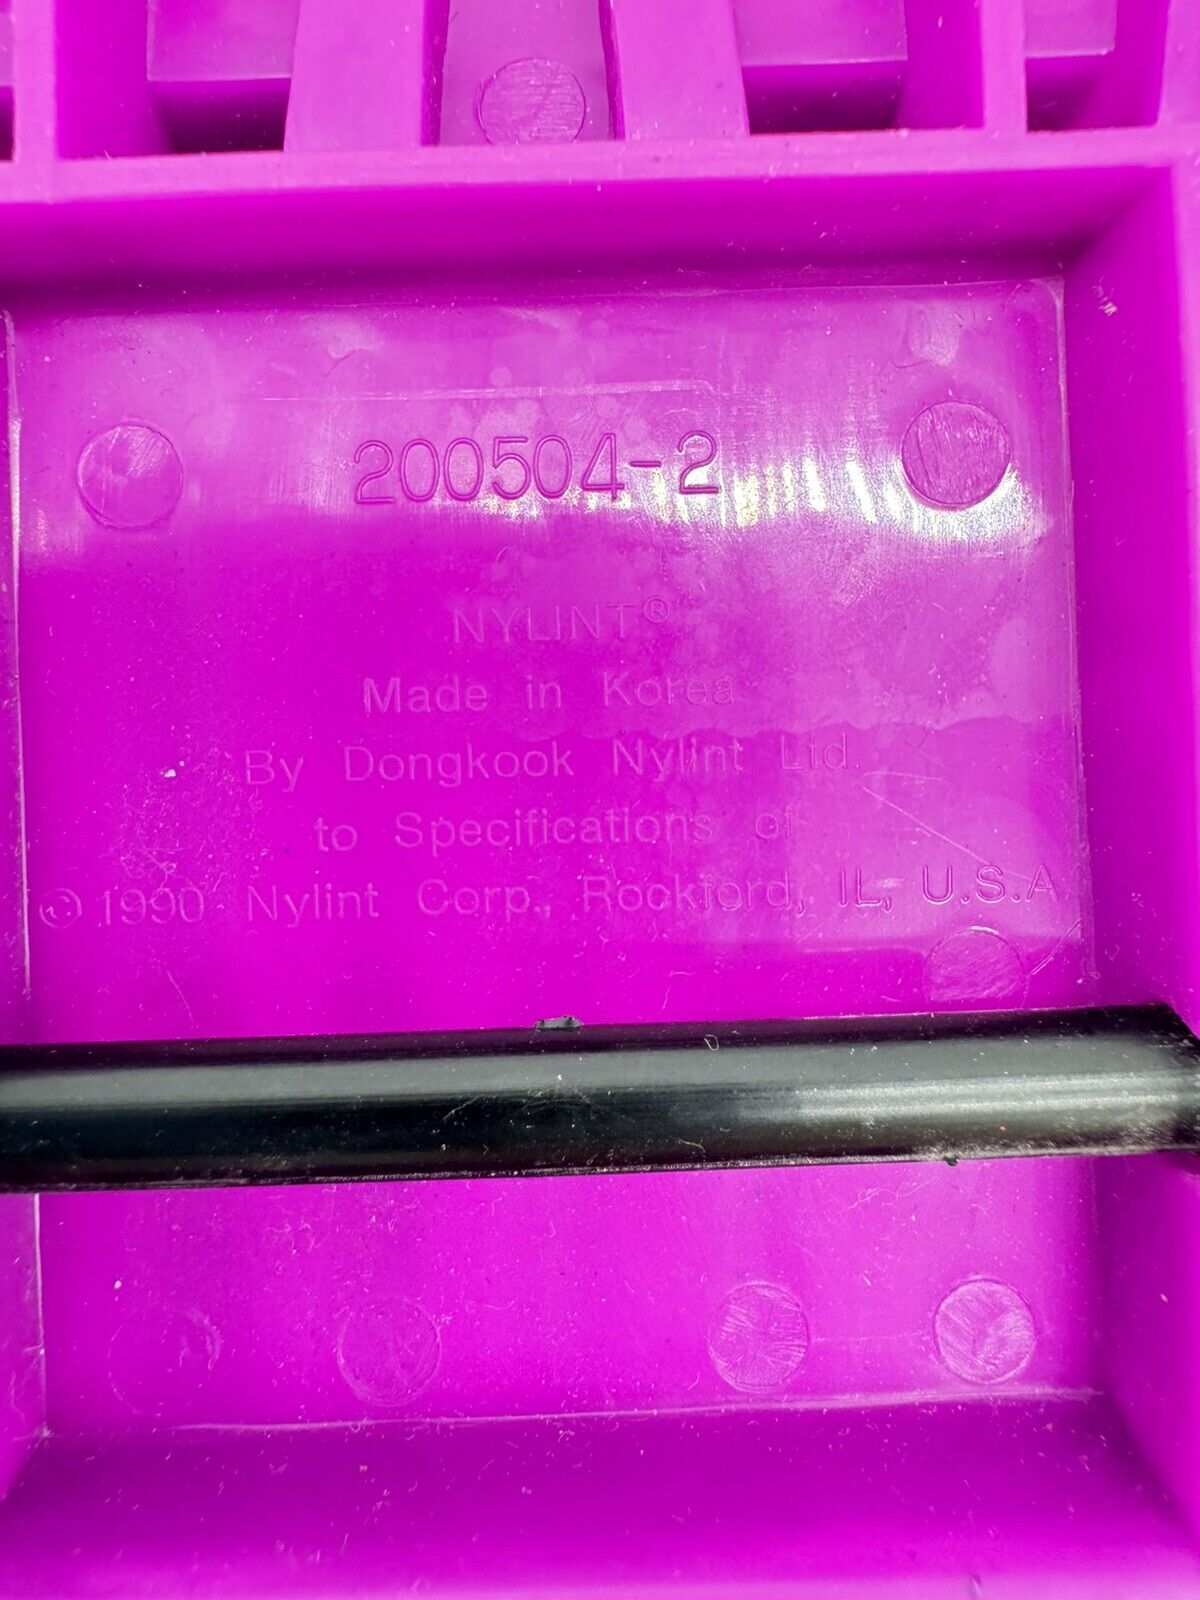 200504-2
NYLINT®
Made in Korea
By Dongkook Nylint Ltd.
to Specifications of
© 1990 Nylint Corp., Rockford, IL, U.S.A